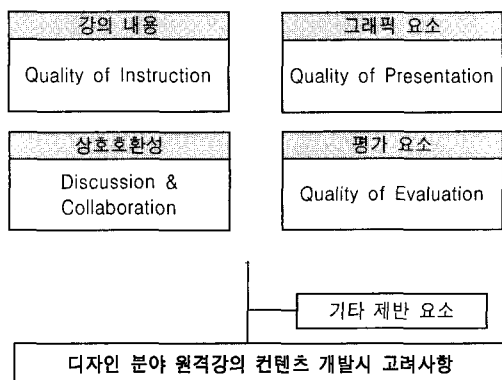 강의 내용
Quality of Instruction
그래픽 요소
Quality of Presentation
상호호환성
Discussion &
Collaboration
평가 요소
Quality of Evaluation
기타 제반 요소
디자인 분야 원격강의 컨텐츠 개발시 고려사항